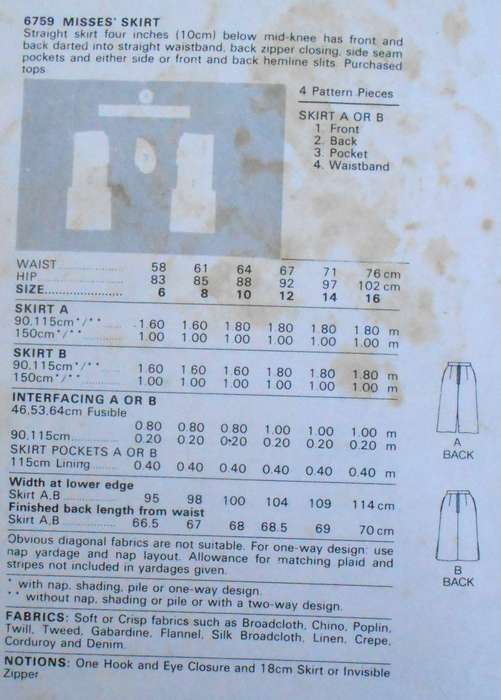 6759 MISSES' SKIRT
Straight skirt four inches (10cm) below mid-knee has front and
back darted into straight waistband, back zipper closing, side seam
pockets and either side or front and back hemline slits. Purchased
tops.
4 Pattern Pieces
SKIRT A OR B
1. Front
2. Back
3. Pocket
4. Waistband
WAIST 58 61 64 67 71 76 cm
HIP 83 85 88 92 97 102 cm
SIZE 6 8 10 12 14 16
SKIRT A
90,115cm*/** 1.60 1.60 1.80 1.80 1.80 1.80 m
150cm*/** 1.00 1.00 1.00 1.00 1.00 1.00 m
SKIRT B
90,115cm*/** 1.60 1.60 1.60 1.80 1.80 1.80 m
150cm*/** 1.00 1.00 1.00 1.00 1.00 1.00 m
INTERFACING A OR B
46,53,64cm Fusible
0.80 0.80 0.80 1.00 1.00 1.00 m
90,115cm 0.20 0.20 0.20 0.20 0.20 0.20 m
SKIRT POCKETS A OR B
115cm Lining 0.40 0.40 0.40 0.40 0.40 0.40 m
Width at lower edge
Skirt A,B 95 98 100 104 109 114 cm
Finished back length from waist
Skirt A,B 66.5 67 68 68.5 69 70 cm
A
BACK
B
BACK
Obvious diagonal fabrics are not suitable. For one-way design: use
nap yardage and nap layout. Allowance for matching plaid and
stripes not included in yardages given.
* with nap, shading, pile or one-way design.
** without nap, shading or pile or with a two-way design.
FABRICS: Soft or Crisp fabrics such as Broadcloth, Chino, Poplin,
Twill, Tweed, Gabardine, Flannel, Silk Broadcloth, Linen, Crepe,
Corduroy and Denim.
NOTIONS: One Hook and Eye Closure and 18cm Skirt or Invisible
Zipper.